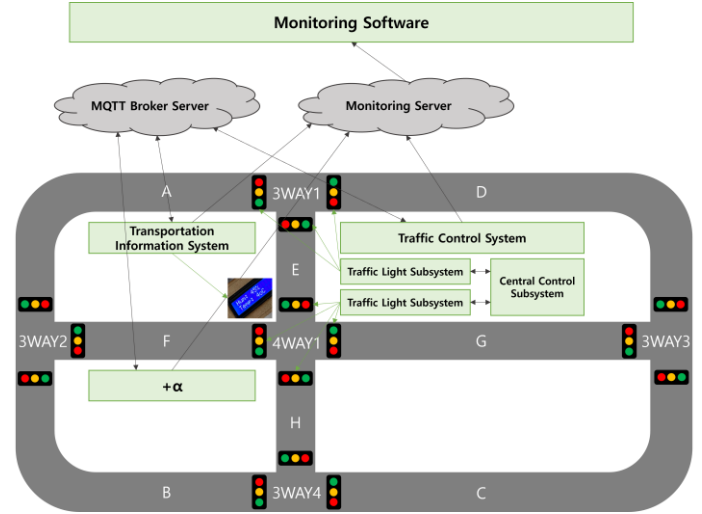 Monitoring Software
MQTT Broker Server
Monitoring Server
A
3WAY1
D
Transportation
Information System
Traffic Control System
E
Traffic Light Subsystem
Central Control
Subsystem
Traffic Light Subsystem
3WAY2
F
4WAY1
G
3WAY3
+α
H
B
3WAY4
C